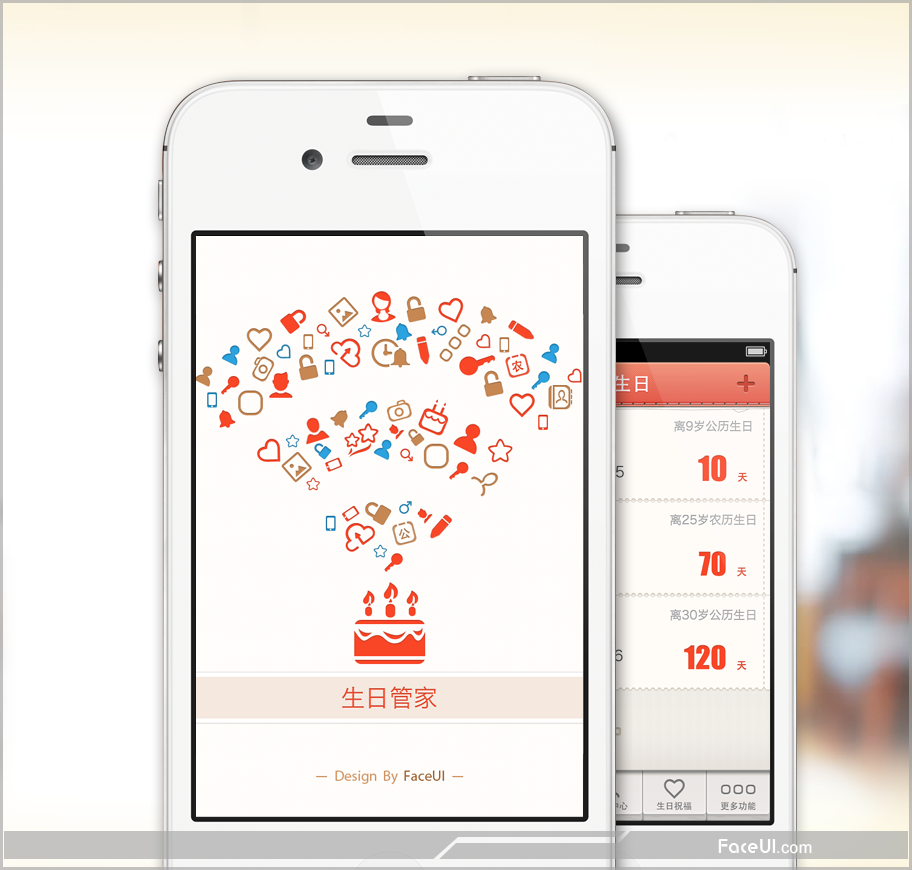 农
公
生日管家
— Design By FaceUI —
生日
离9岁公历生日
5
10 天
离25岁农历生日
70 天
离30岁公历生日
6
120 天
中心
生日祝福
更多功能
FaceUI.com